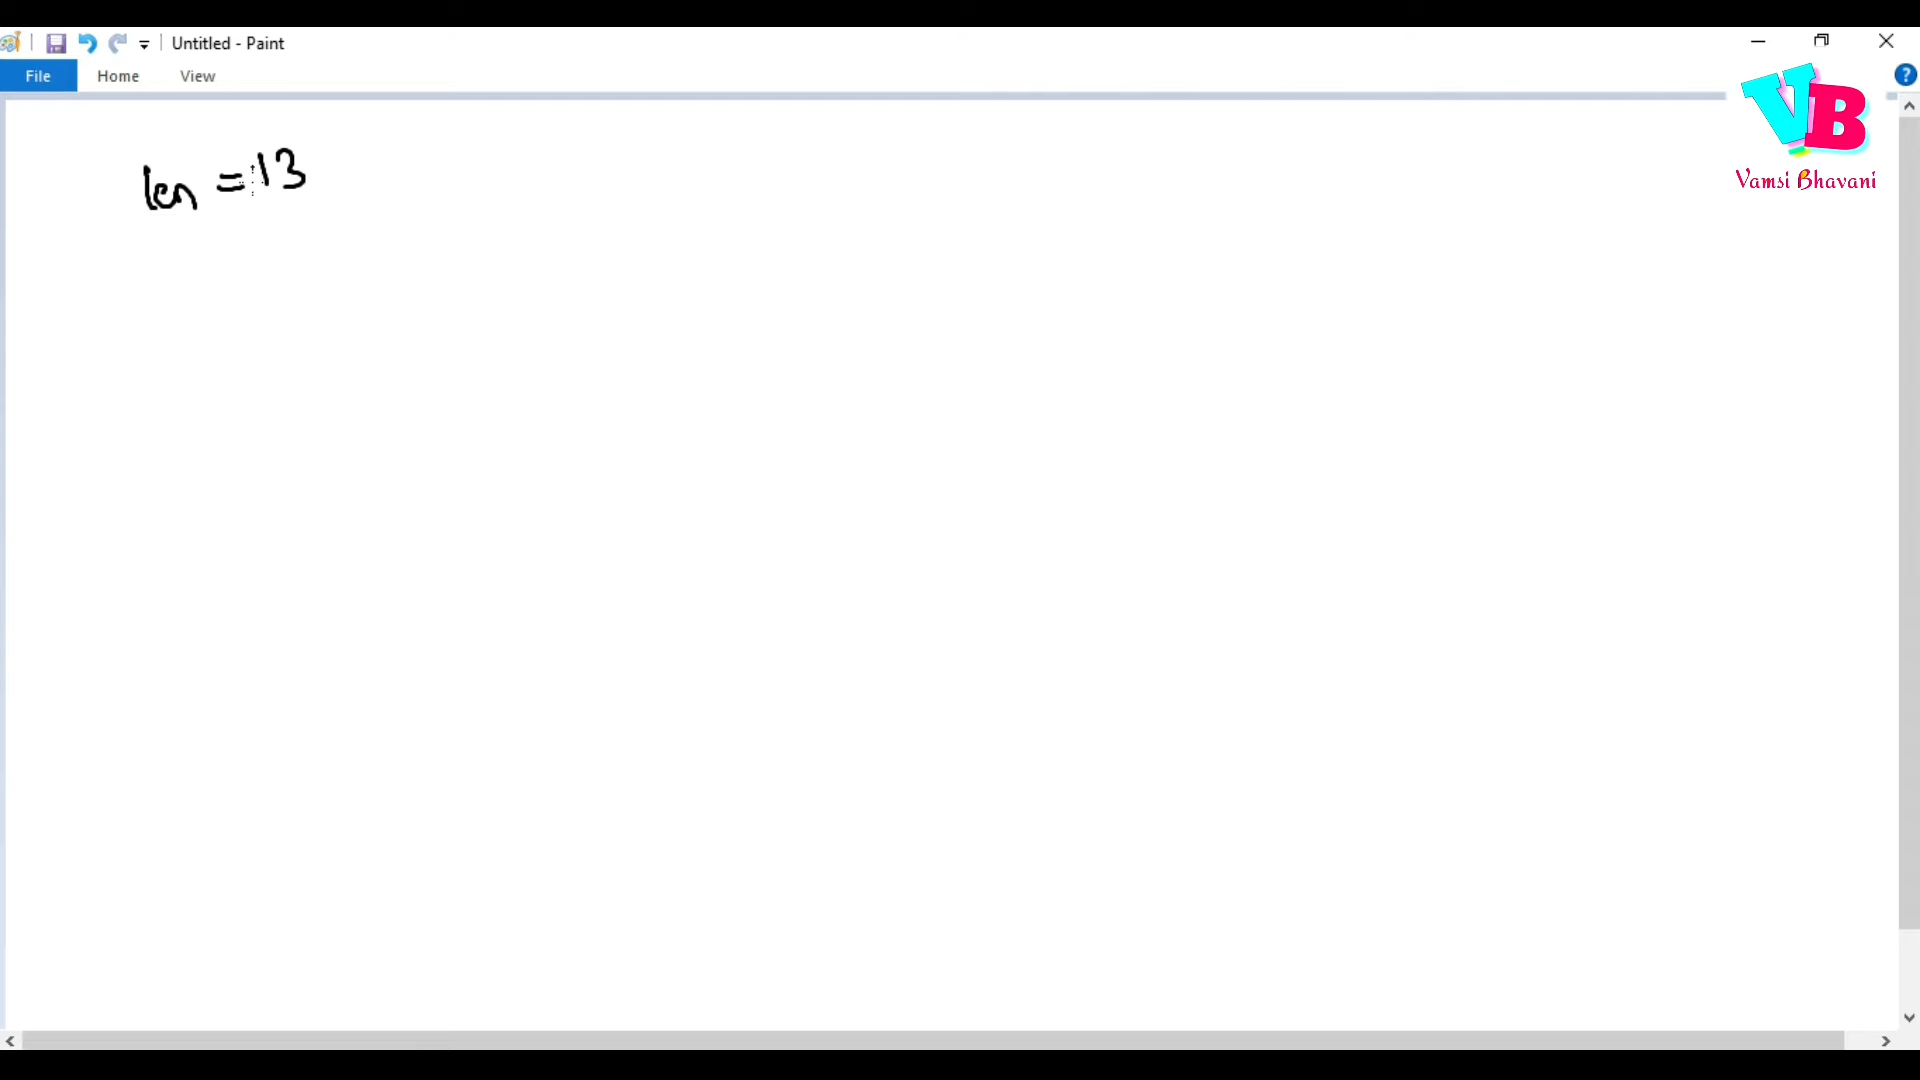 Untitled - Paint
File Home View
?
VB
Vamsi Bhavani
len = 13